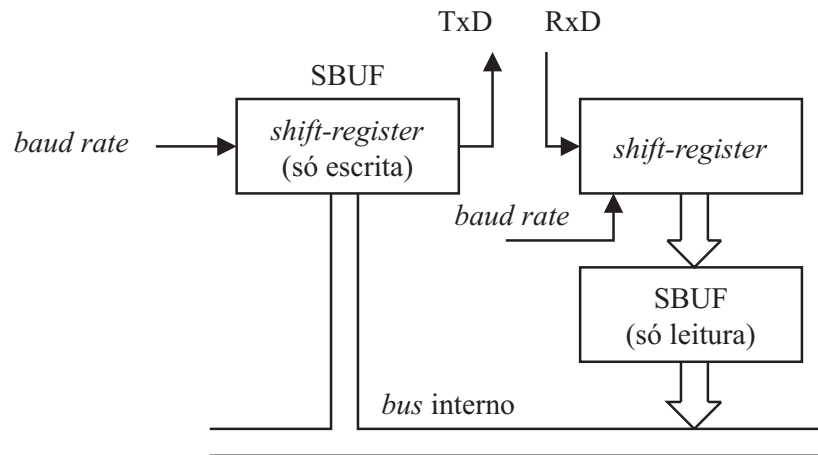 TxD
RxD
SBUF
baud rate
shift-register
(só escrita)
shift-register
baud rate
SBUF
(só leitura)
bus interno